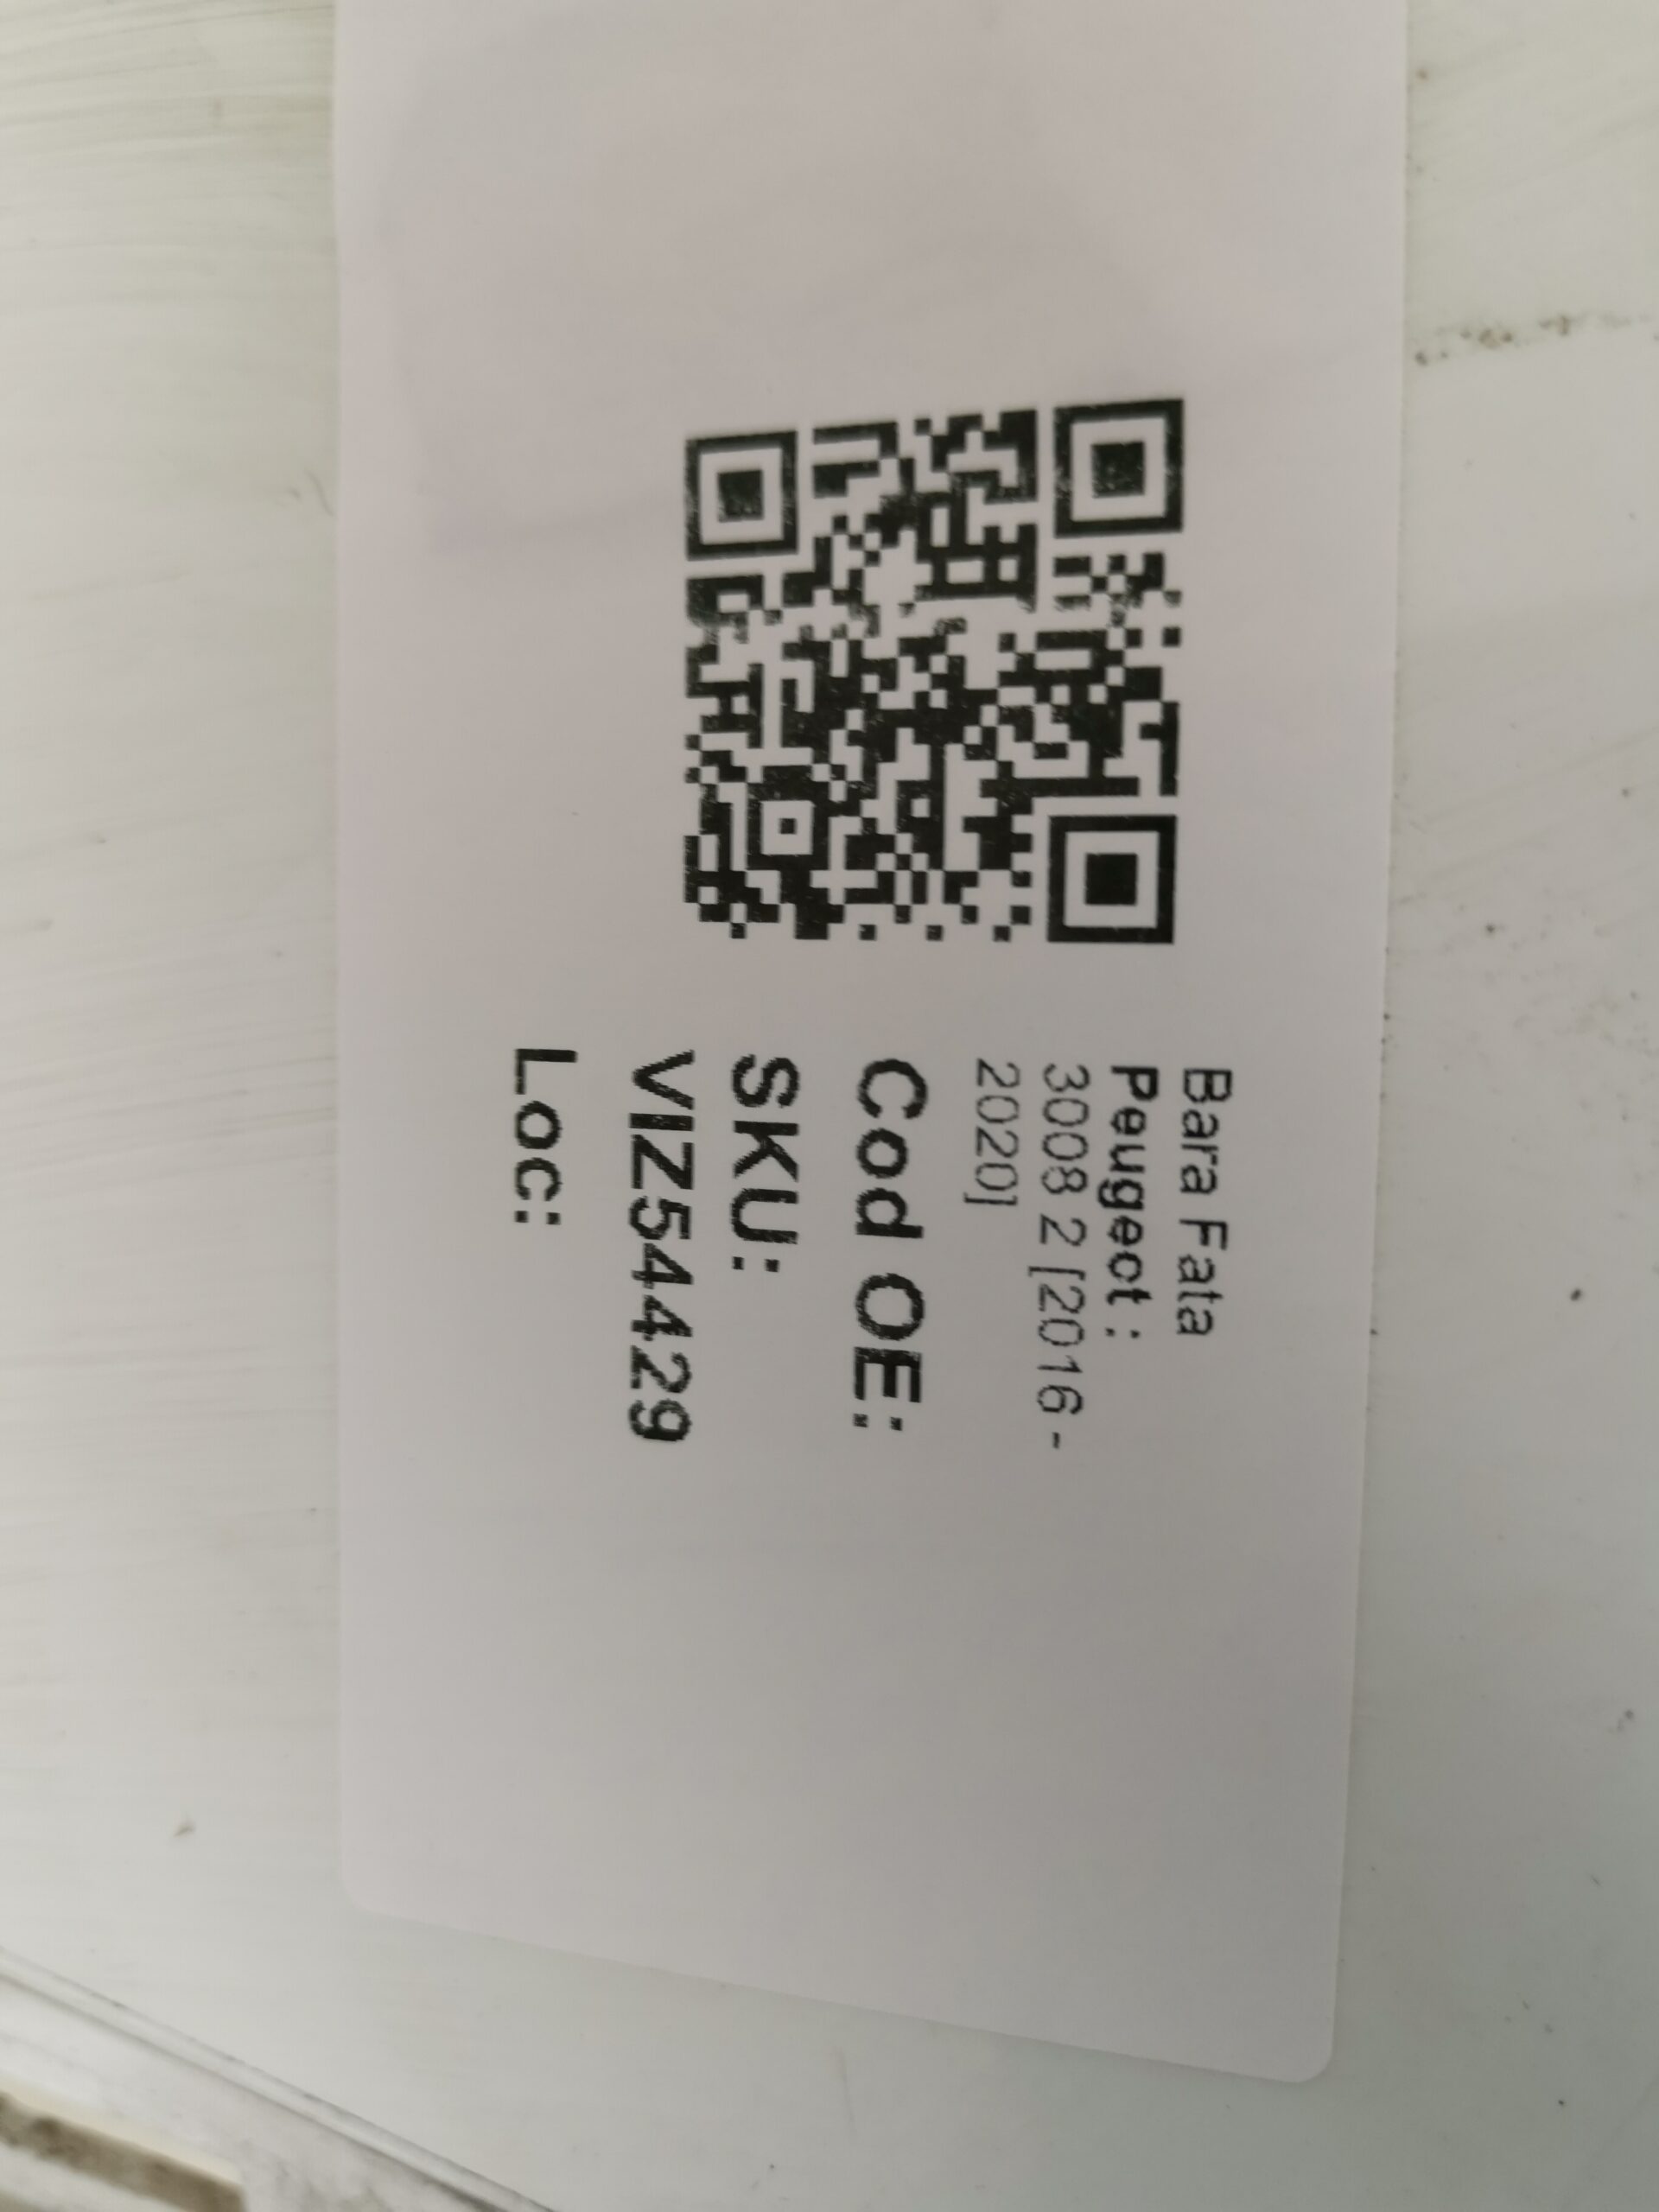 Bara Fata
Peugeot :
3008 2 [2016 -
2020]
Cod OE:
SKU:
VIZ54429
Loc: